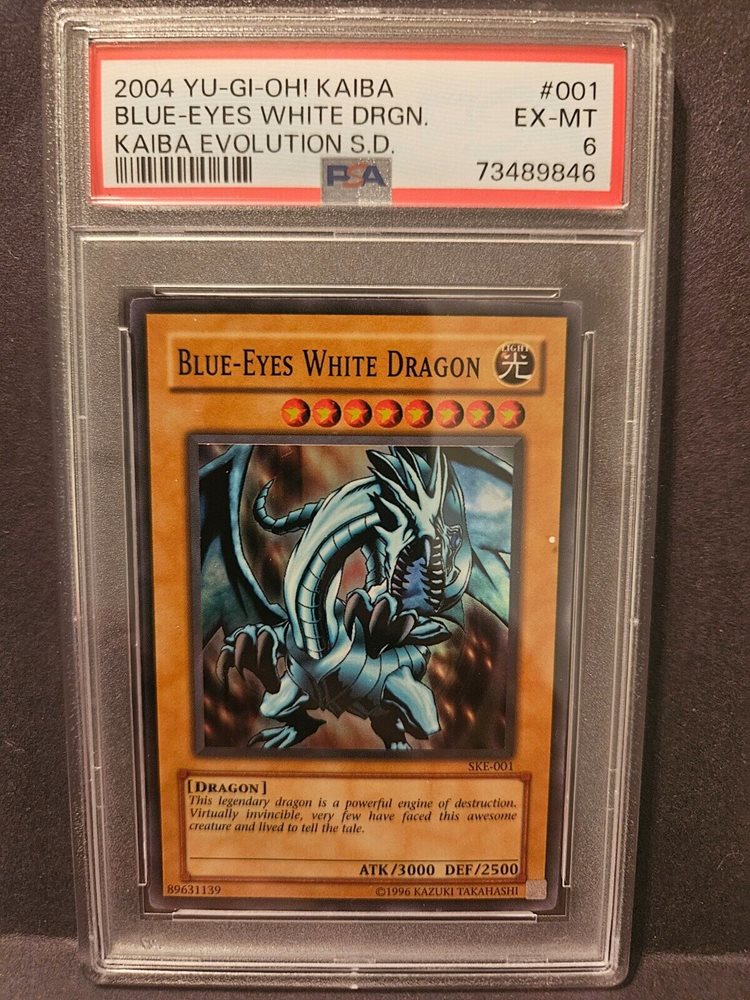 2004 YU-GI-OH! KAIBA #001
BLUE-EYES WHITE DRGN. EX-MT
KAIBA EVOLUTION S.D. 6
PSA 73489846
BLUE-EYES WHITE DRAGON
LIGHT
光
SKE-001
[DRAGON]
This legendary dragon is a powerful engine of destruction.
Virtually invincible, very few have faced this awesome
creature and lived to tell the tale.
ATK/3000 DEF/2500
89631139 ©1996 KAZUKI TAKAHASHI